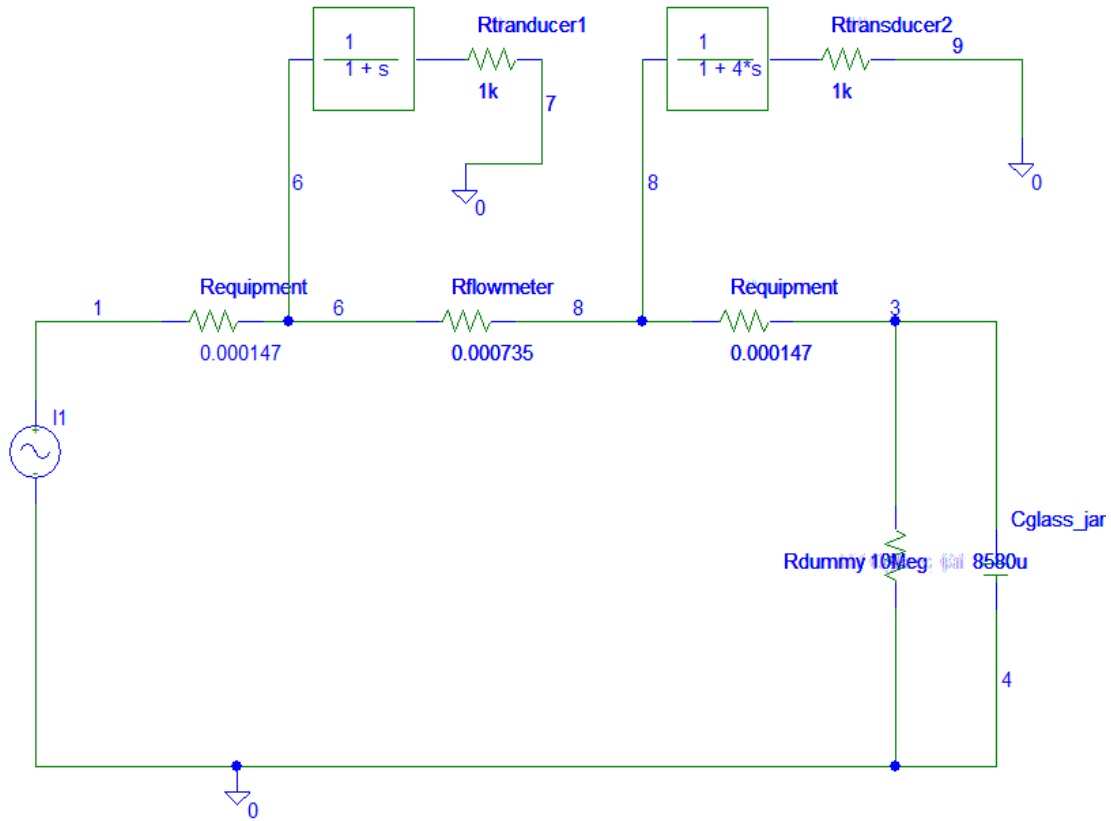 Rtranducer1
Rtransducer2
1
1 + s
1k
7
0
1
1 + 4*s
1k
9
0
6
8
Requipment
Rflowmeter
Requipment
1
6
8
3
0.000147
0.000735
0.000147
I1
Cglass_jar
Rdummy 10Meg
8580u
4
0